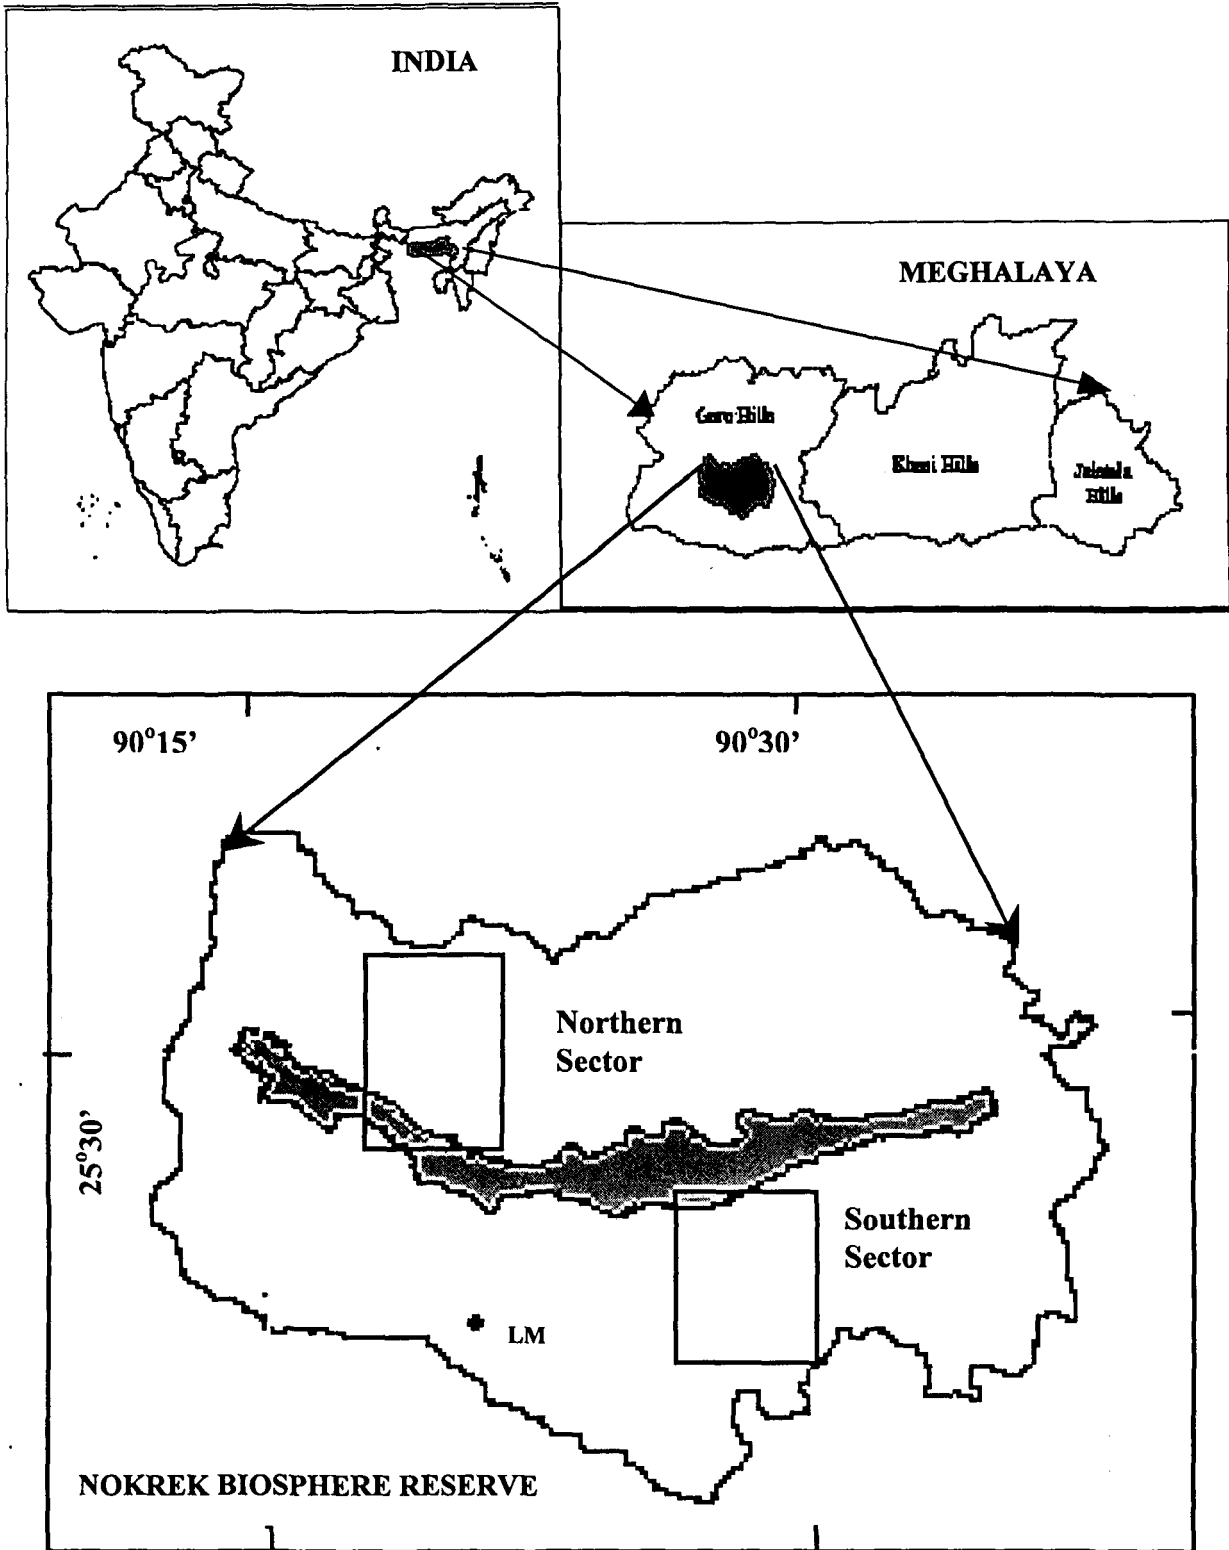 INDIA
MEGHALAYA
Garo Hills
Khasi Hills
Jaintia
Hills
90°15’
90°30’
Northern
Sector
25°30’
Southern
Sector
LM
NOKREK BIOSPHERE RESERVE